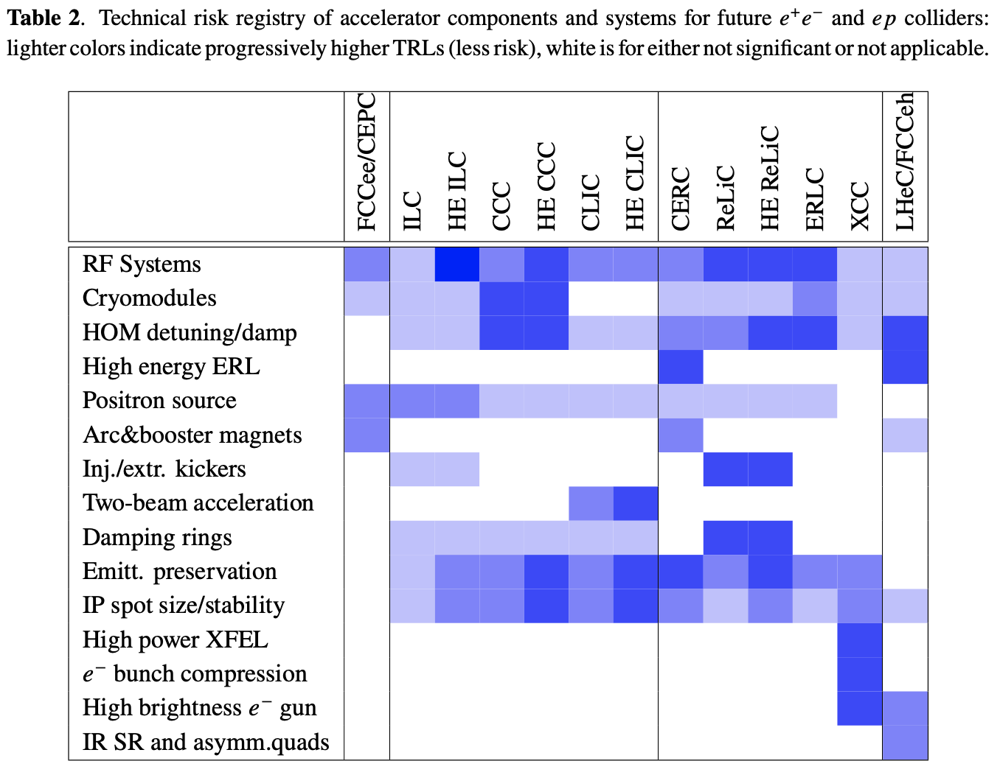 Table 2. Technical risk registry of accelerator components and systems for future e⁺e⁻ and ep colliders:
lighter colors indicate progressively higher TRLs (less risk), white is for either not significant or not applicable.
FCCee/CEPC
ILC
HE ILC
CCC
HE CCC
CLIC
HE CLIC
CERC
ReLiC
HE ReLiC
ERLC
XCC
LHeC/FCCeh
RF Systems
Cryomodules
HOM detuning/damp
High energy ERL
Positron source
Arc&booster magnets
Inj./extr. kickers
Two-beam acceleration
Damping rings
Emitt. preservation
IP spot size/stability
High power XFEL
e⁻ bunch compression
High brightness e⁻ gun
IR SR and asymm.quads